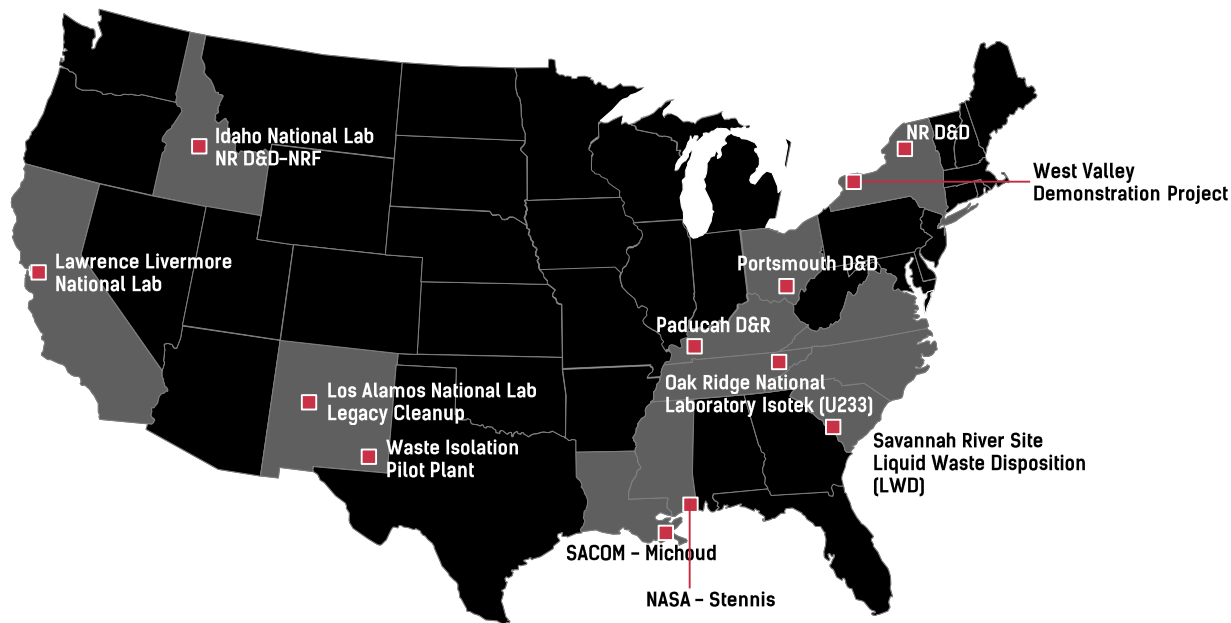 Idaho National Lab
NR D&D-NRF
NR D&D
West Valley
Demonstration Project
Lawrence Livermore
National Lab
Portsmouth D&D
Paducah D&R
Oak Ridge National
Laboratory Isotek (U233)
Los Alamos National Lab
Legacy Cleanup
Waste Isolation
Pilot Plant
Savannah River Site
Liquid Waste Disposition
(LWD)
SACOM - Michoud
NASA - Stennis